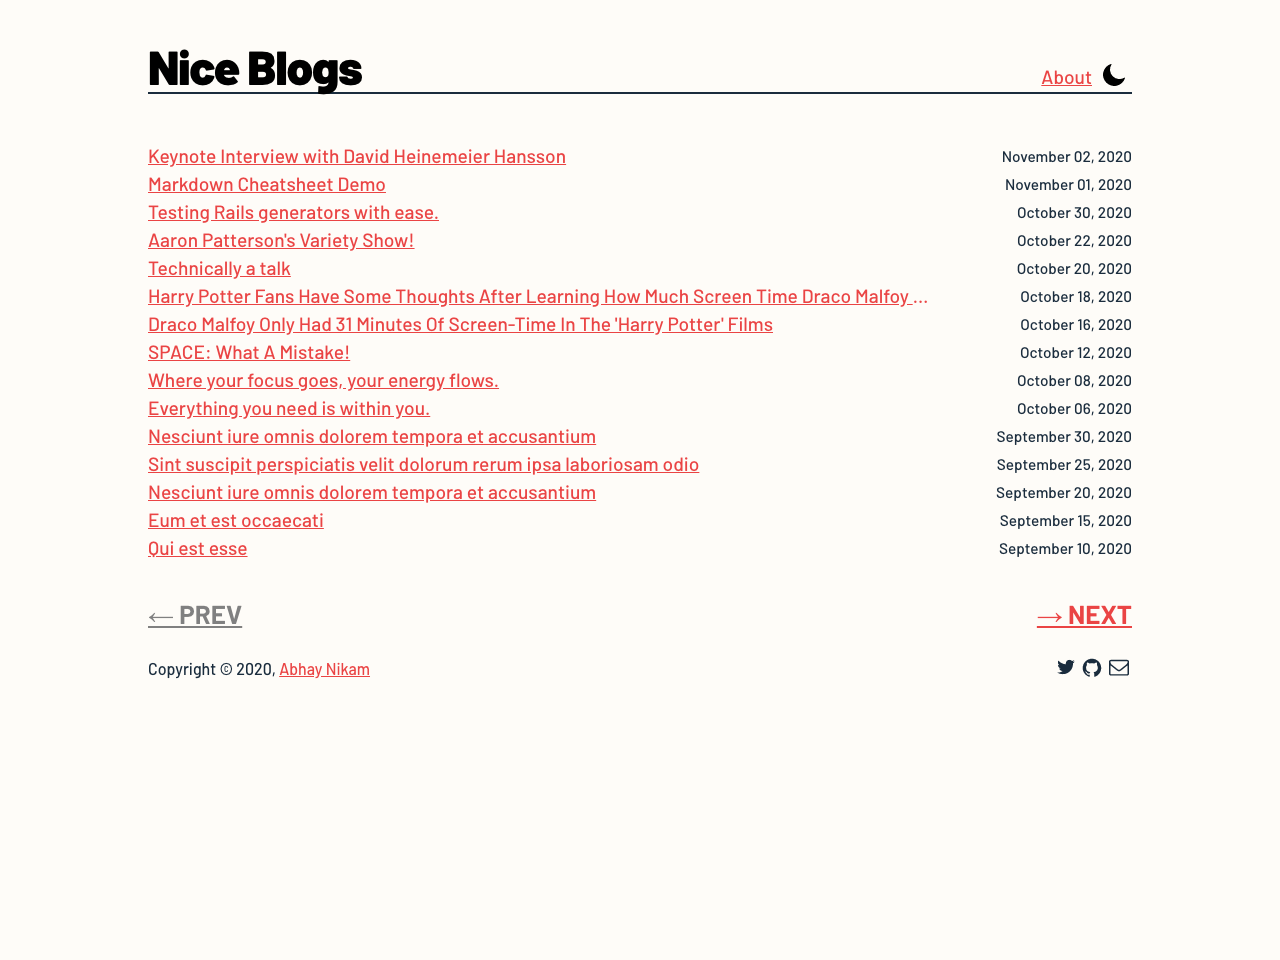 Nice Blogs
About
Keynote Interview with David Heinemeier Hansson November 02, 2020
Markdown Cheatsheet Demo November 01, 2020
Testing Rails generators with ease. October 30, 2020
Aaron Patterson's Variety Show! October 22, 2020
Technically a talk October 20, 2020
Harry Potter Fans Have Some Thoughts After Learning How Much Screen Time Draco Malfoy ... October 18, 2020
Draco Malfoy Only Had 31 Minutes Of Screen-Time In The 'Harry Potter' Films October 16, 2020
SPACE: What A Mistake! October 12, 2020
Where your focus goes, your energy flows. October 08, 2020
Everything you need is within you. October 06, 2020
Nesciunt iure omnis dolorem tempora et accusantium September 30, 2020
Sint suscipit perspiciatis velit dolorum rerum ipsa laboriosam odio September 25, 2020
Nesciunt iure omnis dolorem tempora et accusantium September 20, 2020
Eum et est occaecati September 15, 2020
Qui est esse September 10, 2020
← PREV → NEXT
Copyright © 2020, Abhay Nikam